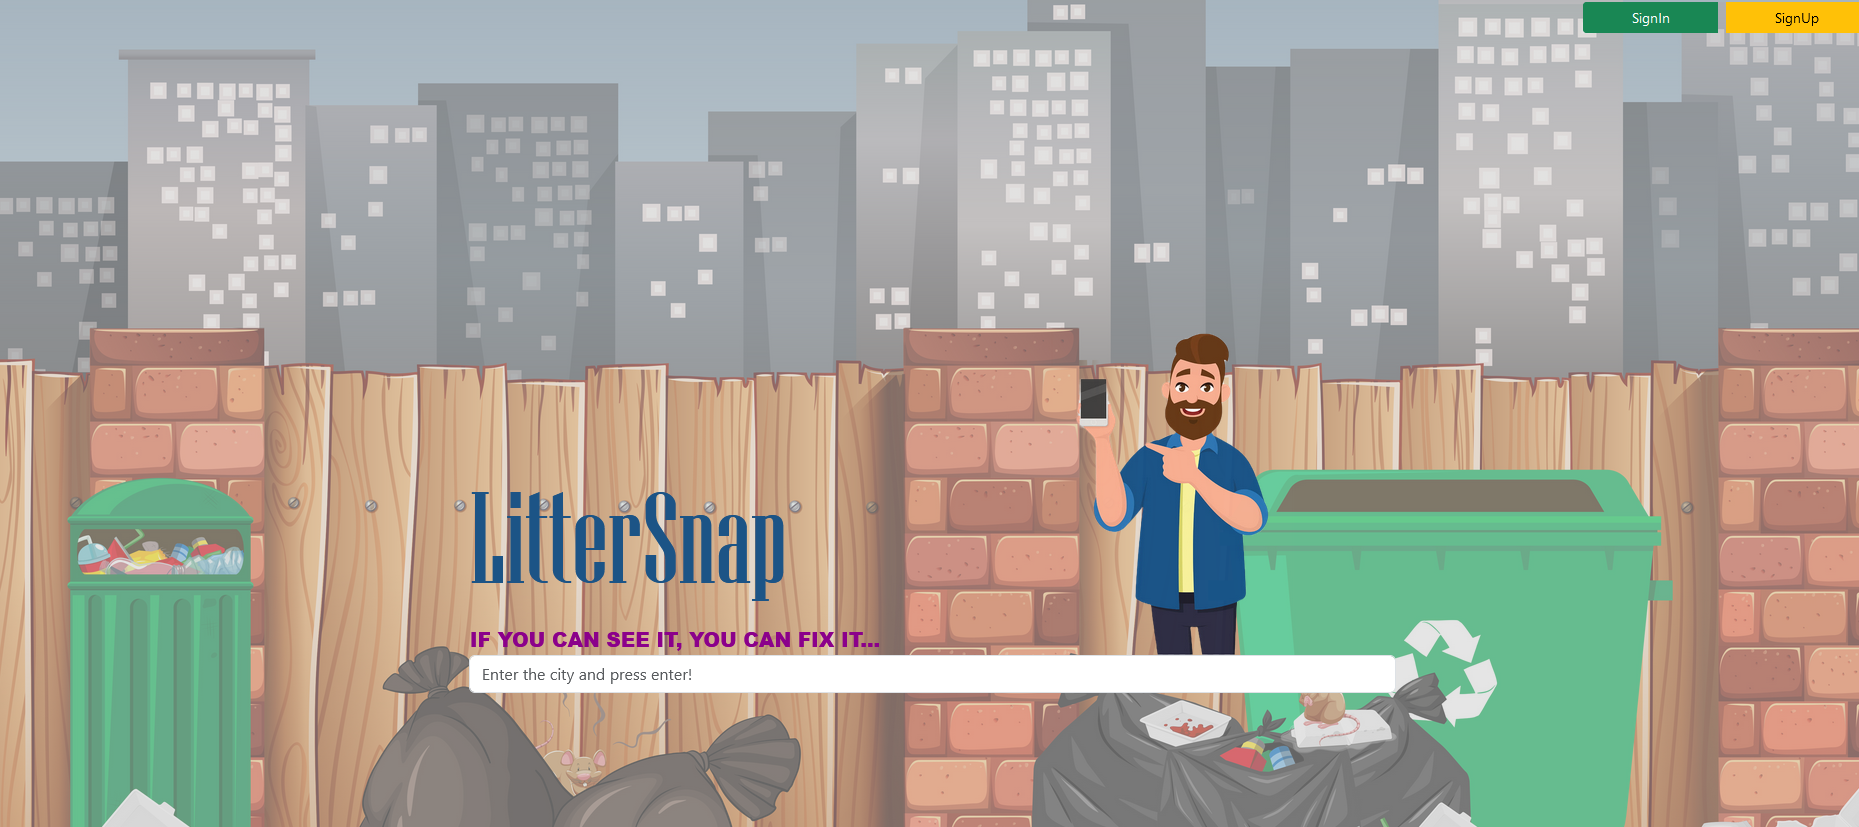 SignIn
SignUp
LitterSnap
IF YOU CAN SEE IT, YOU CAN FIX IT...
Enter the city and press enter!